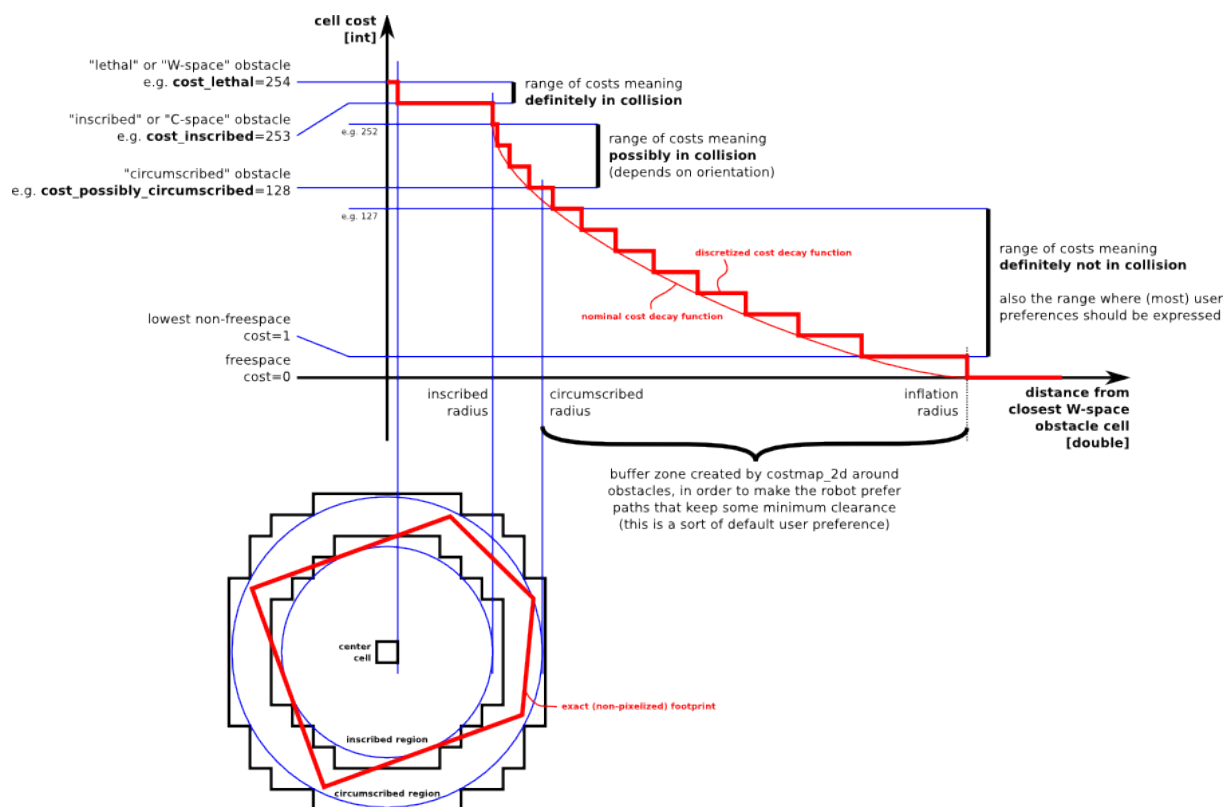 cell cost
[int]
"lethal" or "W-space" obstacle
e.g. cost_lethal=254
range of costs meaning
definitely in collision
"inscribed" or "C-space" obstacle
e.g. cost_inscribed=253
e.g. 252
range of costs meaning
possibly in collision
(depends on orientation)
"circumscribed" obstacle
e.g. cost_possibly_circumscribed=128
e.g. 127
range of costs meaning
definitely not in collision
also the range where (most) user
preferences should be expressed
discretized cost decay function
nominal cost decay function
lowest non-freespace
cost=1
freespace
cost=0
inscribed
radius
circumscribed
radius
inflation
radius
distance from
closest W-space
obstacle cell
[double]
buffer zone created by costmap_2d around
obstacles, in order to make the robot prefer
paths that keep some minimum clearance
(this is a sort of default user preference)
center
cell
exact (non-pixelized) footprint
inscribed region
circumscribed region